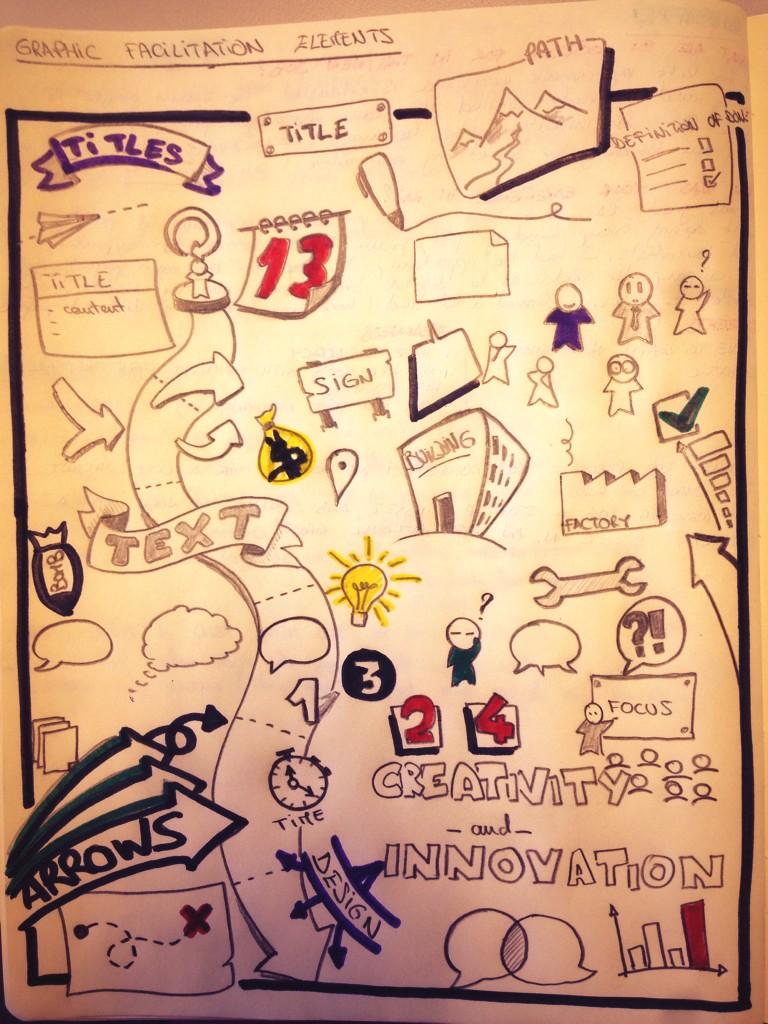 GRAPHIC FACILITATION ELEMENTS
PATH
TITLES
TITLE
DEFINITION OF DONE
13
TITLE
- content
-
-
?
SIGN
BUILDING
FACTORY
TEXT
BOMB
?
?!
1
3
2 4
FOCUS
TIME
CREATIVITY
- and -
INNOVATION
ARROWS
DESIGN
X